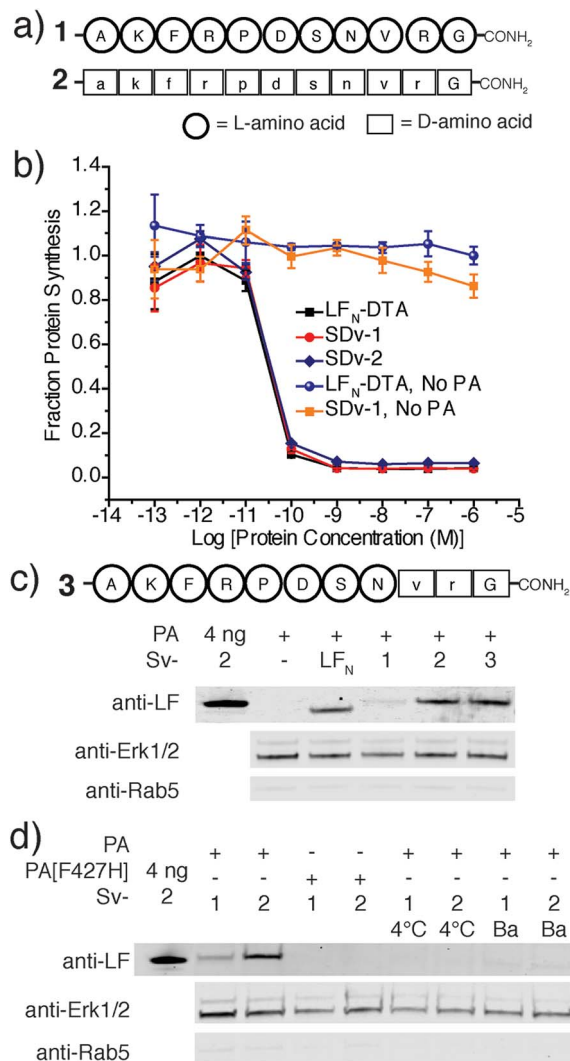 a)
1 A K F R P D S N V R G CONH₂
2 a k f r p d s n v r G CONH₂
= L-amino acid = D-amino acid
b)
Fraction Protein Synthesis
1.4
1.2
1.0
0.8
0.6
0.4
0.2
0.0
LF_N-DTA
SDv-1
SDv-2
LF_N-DTA, No PA
SDv-1, No PA
-14 -13 -12 -11 -10 -9 -8 -7 -6 -5
Log [Protein Concentration (M)]
c)
3 A K F R P D S N v r G CONH₂
PA 4 ng + + + + +
Sv- 2 - LF_N 1 2 3
anti-LF
anti-Erk1/2
anti-Rab5
d)
PA + + - - + + + +
PA[F427H] 4 ng - - + + - - - -
Sv- 2 1 2 1 2 1 2 1 2
4°C 4°C Ba Ba
anti-LF
anti-Erk1/2
anti-Rab5